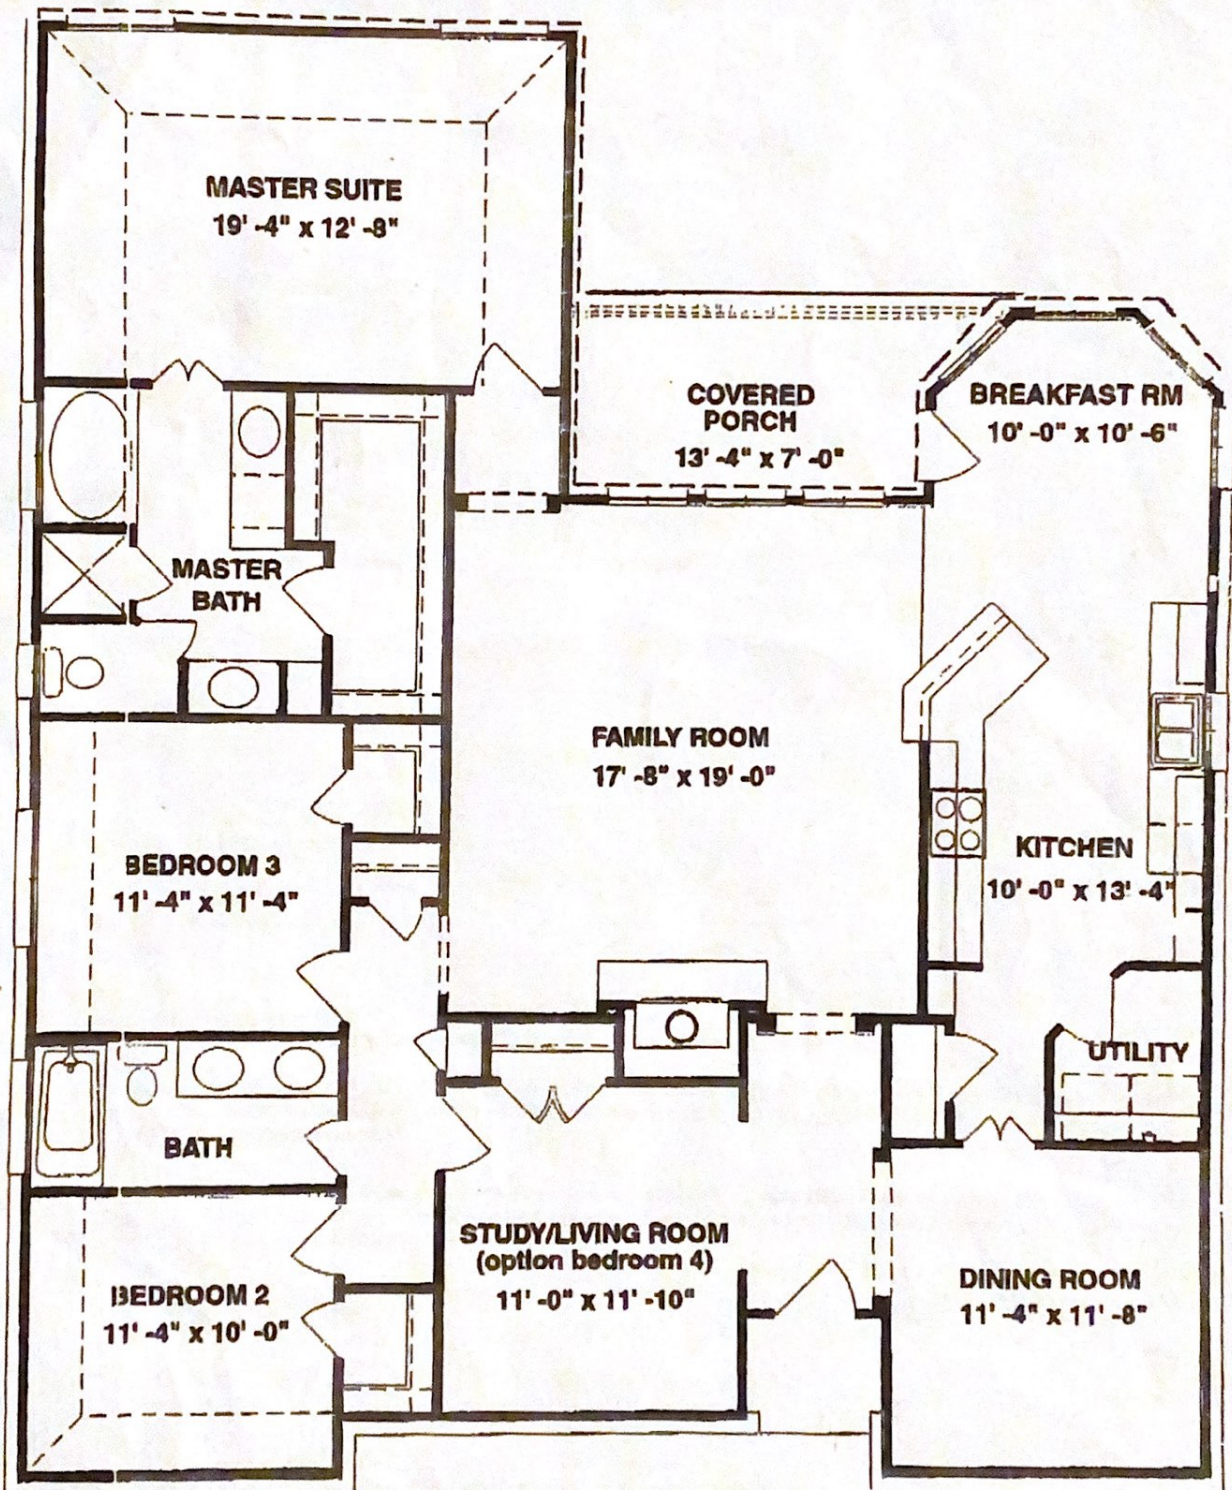 MASTER SUITE
19' -4" x 12' -8"
COVERED
PORCH
13' -4" x 7' -0"
BREAKFAST RM
10' -0" x 10' -6"
MASTER
BATH
FAMILY ROOM
17' -8" x 19' -0"
KITCHEN
10' -0" x 13' -4"
BEDROOM 3
11' -4" x 11' -4"
UTILITY
BATH
STUDY/LIVING ROOM
(option bedroom 4)
11' -0" x 11' -10"
BEDROOM 2
11' -4" x 10' -0"
DINING ROOM
11' -4" x 11' -8"